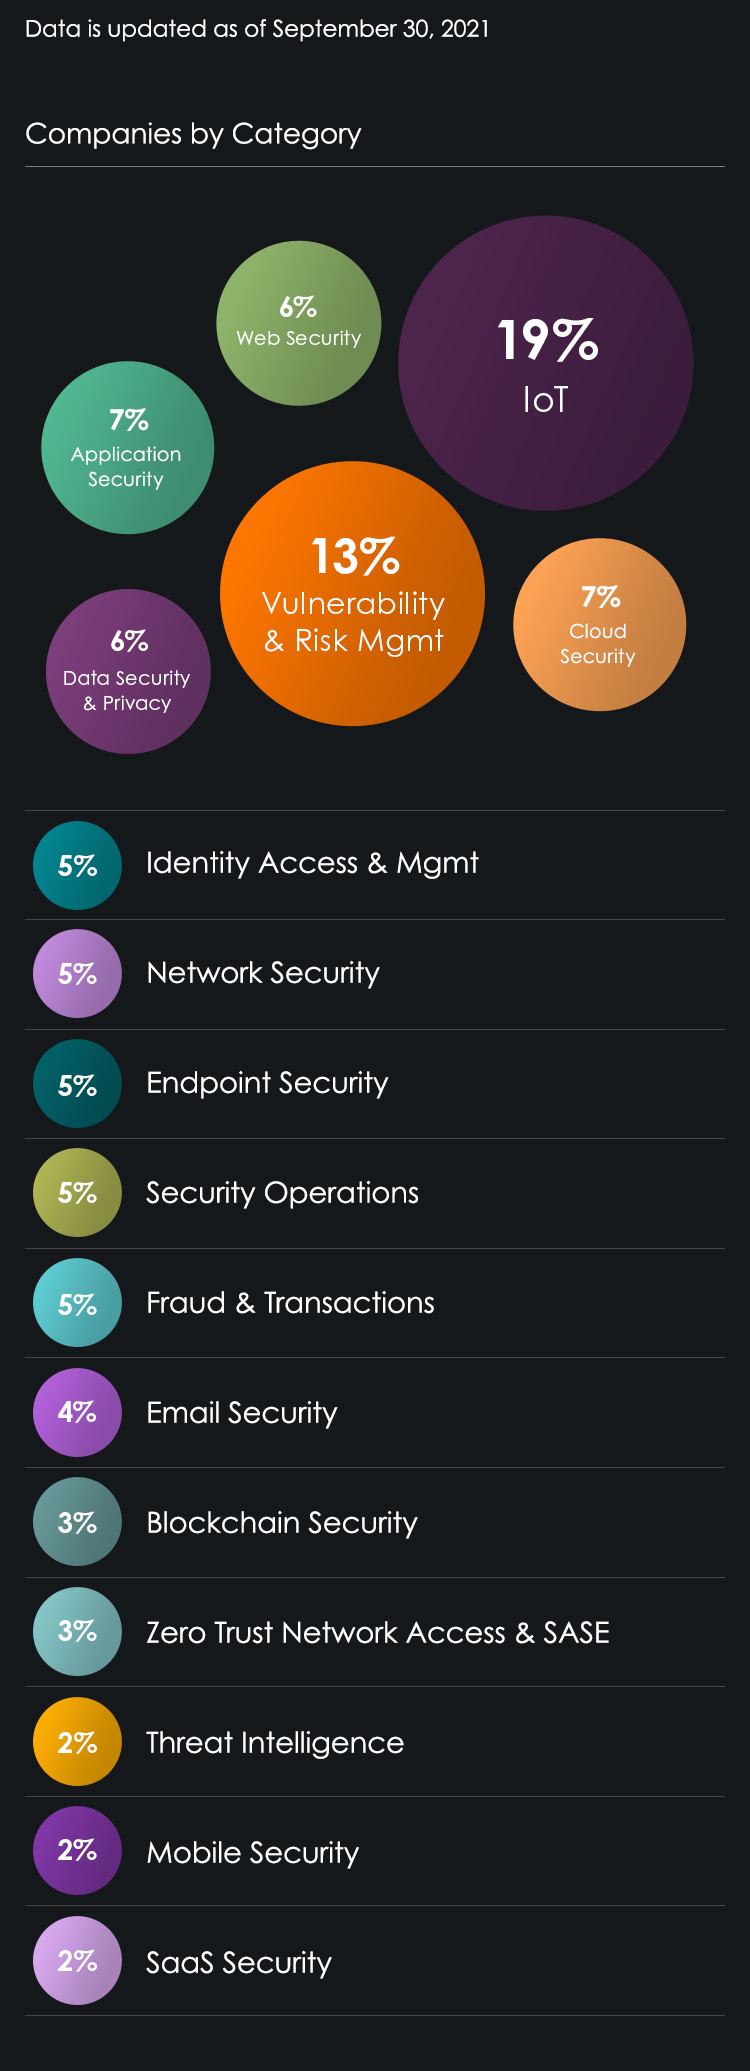 Data is updated as of September 30, 2021
Companies by Category
6%
Web Security
19%
IoT
7%
Application
Security
13%
Vulnerability
& Risk Mgmt
7%
Cloud
Security
6%
Data Security
& Privacy
5% Identity Access & Mgmt
5% Network Security
5% Endpoint Security
5% Security Operations
5% Fraud & Transactions
4% Email Security
3% Blockchain Security
3% Zero Trust Network Access & SASE
2% Threat Intelligence
2% Mobile Security
2% SaaS Security